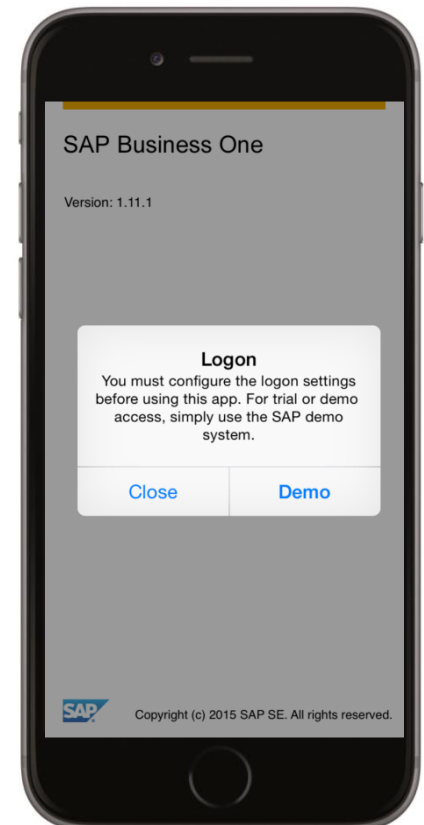 SAP Business One
Version: 1.11.1
Logon
You must configure the logon settings
before using this app. For trial or demo
access, simply use the SAP demo
system.
Close
Demo
SAP
Copyright (c) 2015 SAP SE. All rights reserved.